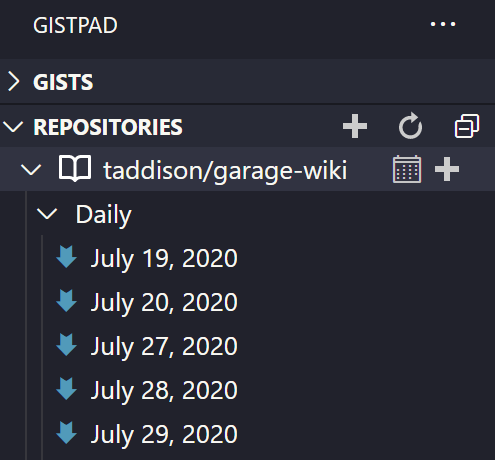 GISTPAD
GISTS
REPOSITORIES
taddison/garage-wiki
Daily
July 19, 2020
July 20, 2020
July 27, 2020
July 28, 2020
July 29, 2020